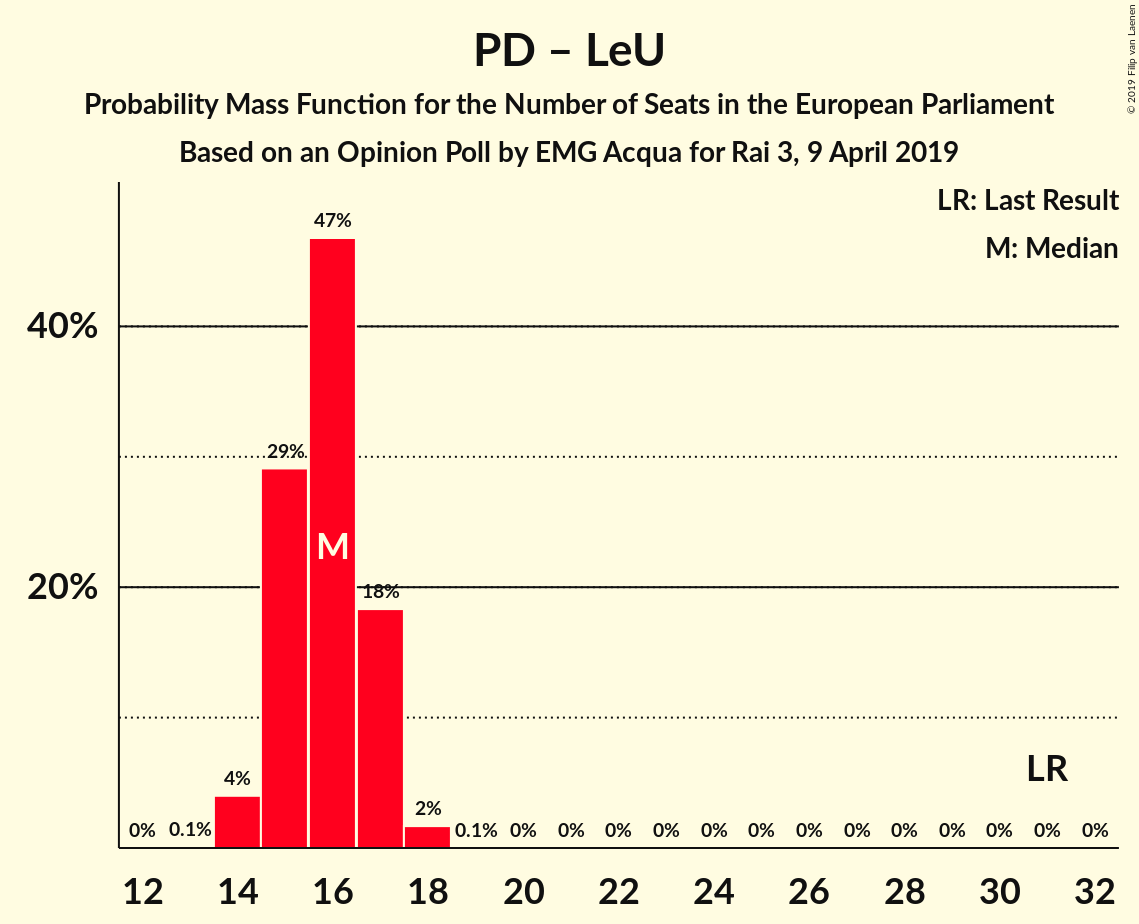 PD – LeU
Probability Mass Function for the Number of Seats in the European Parliament
Based on an Opinion Poll by EMG Acqua for Rai 3, 9 April 2019
© 2019 Filip van Laenen
LR: Last Result
M: Median
40%
20%
0% 0.1% 4% 29% 47% 18% 2% 0.1% 0% 0% 0% 0% 0% 0% 0% 0% 0% 0% 0% 0% 0%
M
LR
12 14 16 18 20 22 24 26 28 30 32